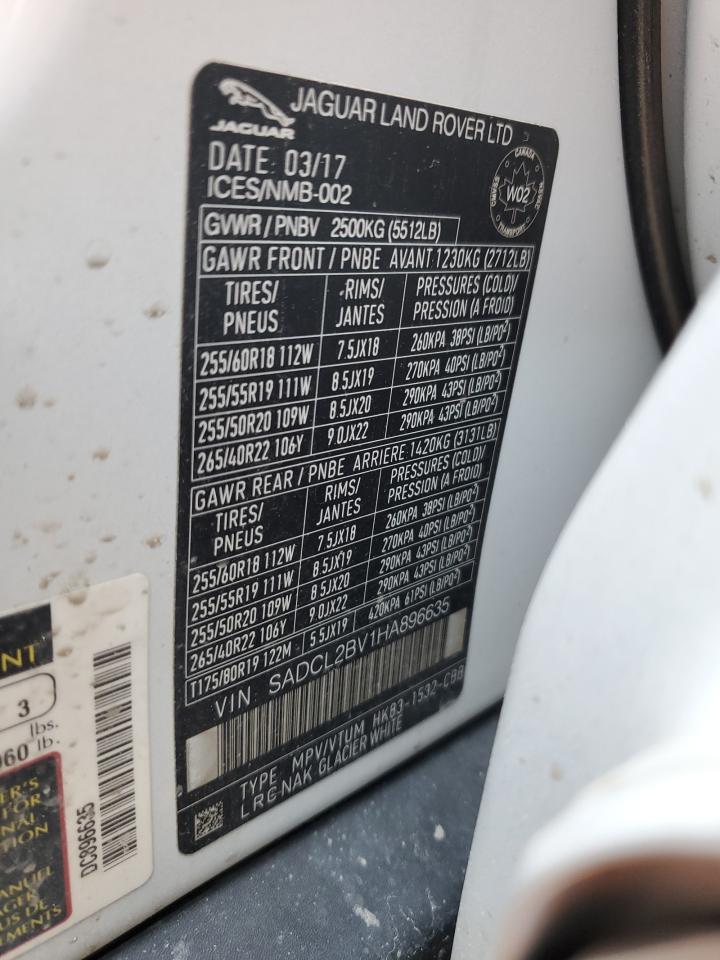 JAGUAR
JAGUAR LAND ROVER LTD
DATE 03/17
ICES/NMB-002
CANADA
CMVSS W02 NSVAC
TRANSPORT
GVWR / PNBV 2500KG (5512LB)
GAWR FRONT / PNBE AVANT 1230KG (2712LB)
TIRES/ RIMS/ PRESSURES (COLD)/
PNEUS JANTES PRESSION (A FROID)
255/60R18 112W 7.5JX18 260KPA 38PSI (LB/PO²)
255/55R19 111W 8.5JX19 270KPA 40PSI (LB/PO²)
255/50R20 109W 8.5JX20 290KPA 43PSI (LB/PO²)
265/40R22 106Y 9.0JX22 290KPA 43PSI (LB/PO²)
GAWR REAR / PNBE ARRIERE 1420KG (3131LB)
TIRES/ RIMS/ PRESSURES (COLD)/
PNEUS JANTES PRESSION (A FROID)
255/60R18 112W 7.5JX18 260KPA 38PSI (LB/PO²)
255/55R19 111W 8.5JX19 270KPA 40PSI (LB/PO²)
255/50R20 109W 8.5JX20 290KPA 43PSI (LB/PO²)
265/40R22 106Y 9.0JX22 290KPA 43PSI (LB/PO²)
T175/80R19 122M 5.5JX19 420KPA 61PSI (LB/PO²)
VIN SADCL2BV1HA896635
TYPE MPV/VTUM HK83-1532-CBB
LRC-NAK GLACIER WHITE
3
lbs.
lb.
DC896635